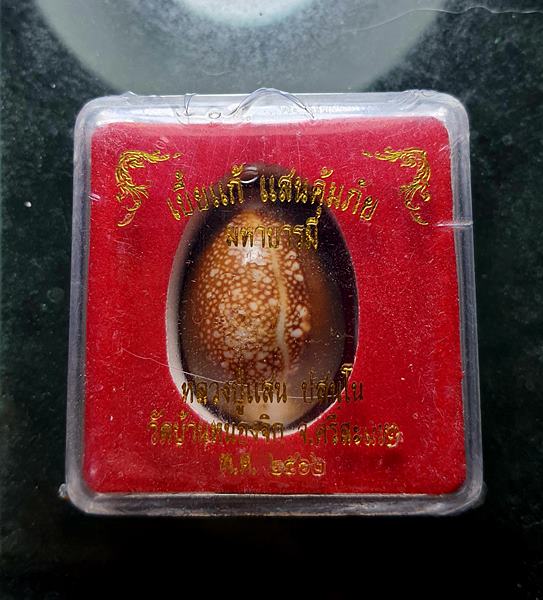 เบี้ยแก้ แสนคุ้มภัย
มหาบารมี
หลวงปู่แสน ปสนฺโน
วัดบ้านหนองจิก จ.ศรีสะเกษ
พ.ศ. ๒๕๖๒